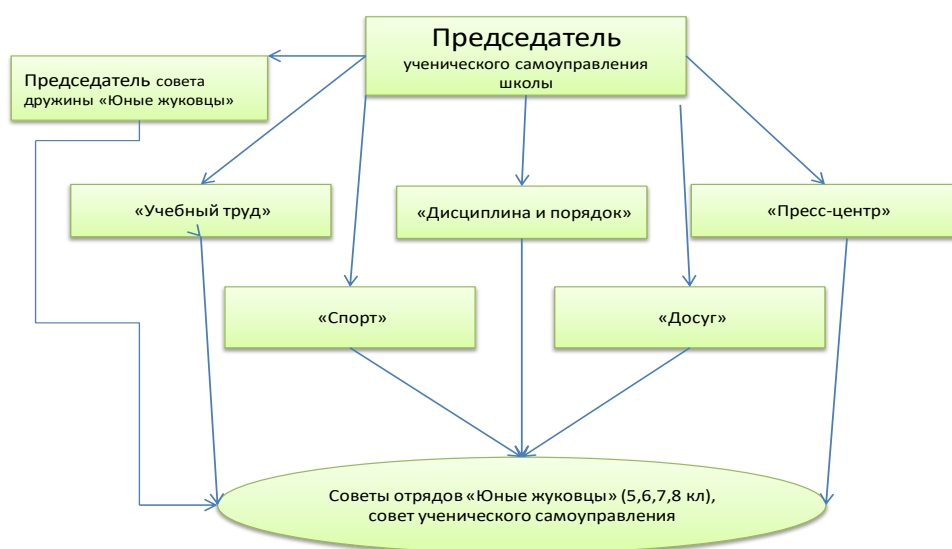 Председатель
ученического самоуправления
школы
Председатель совета
дружины «Юные жуковцы»
«Учебный труд»
«Дисциплина и порядок»
«Пресс-центр»
«Спорт»
«Досуг»
Советы отрядов «Юные жуковцы» (5,6,7,8 кл),
совет ученического самоуправления